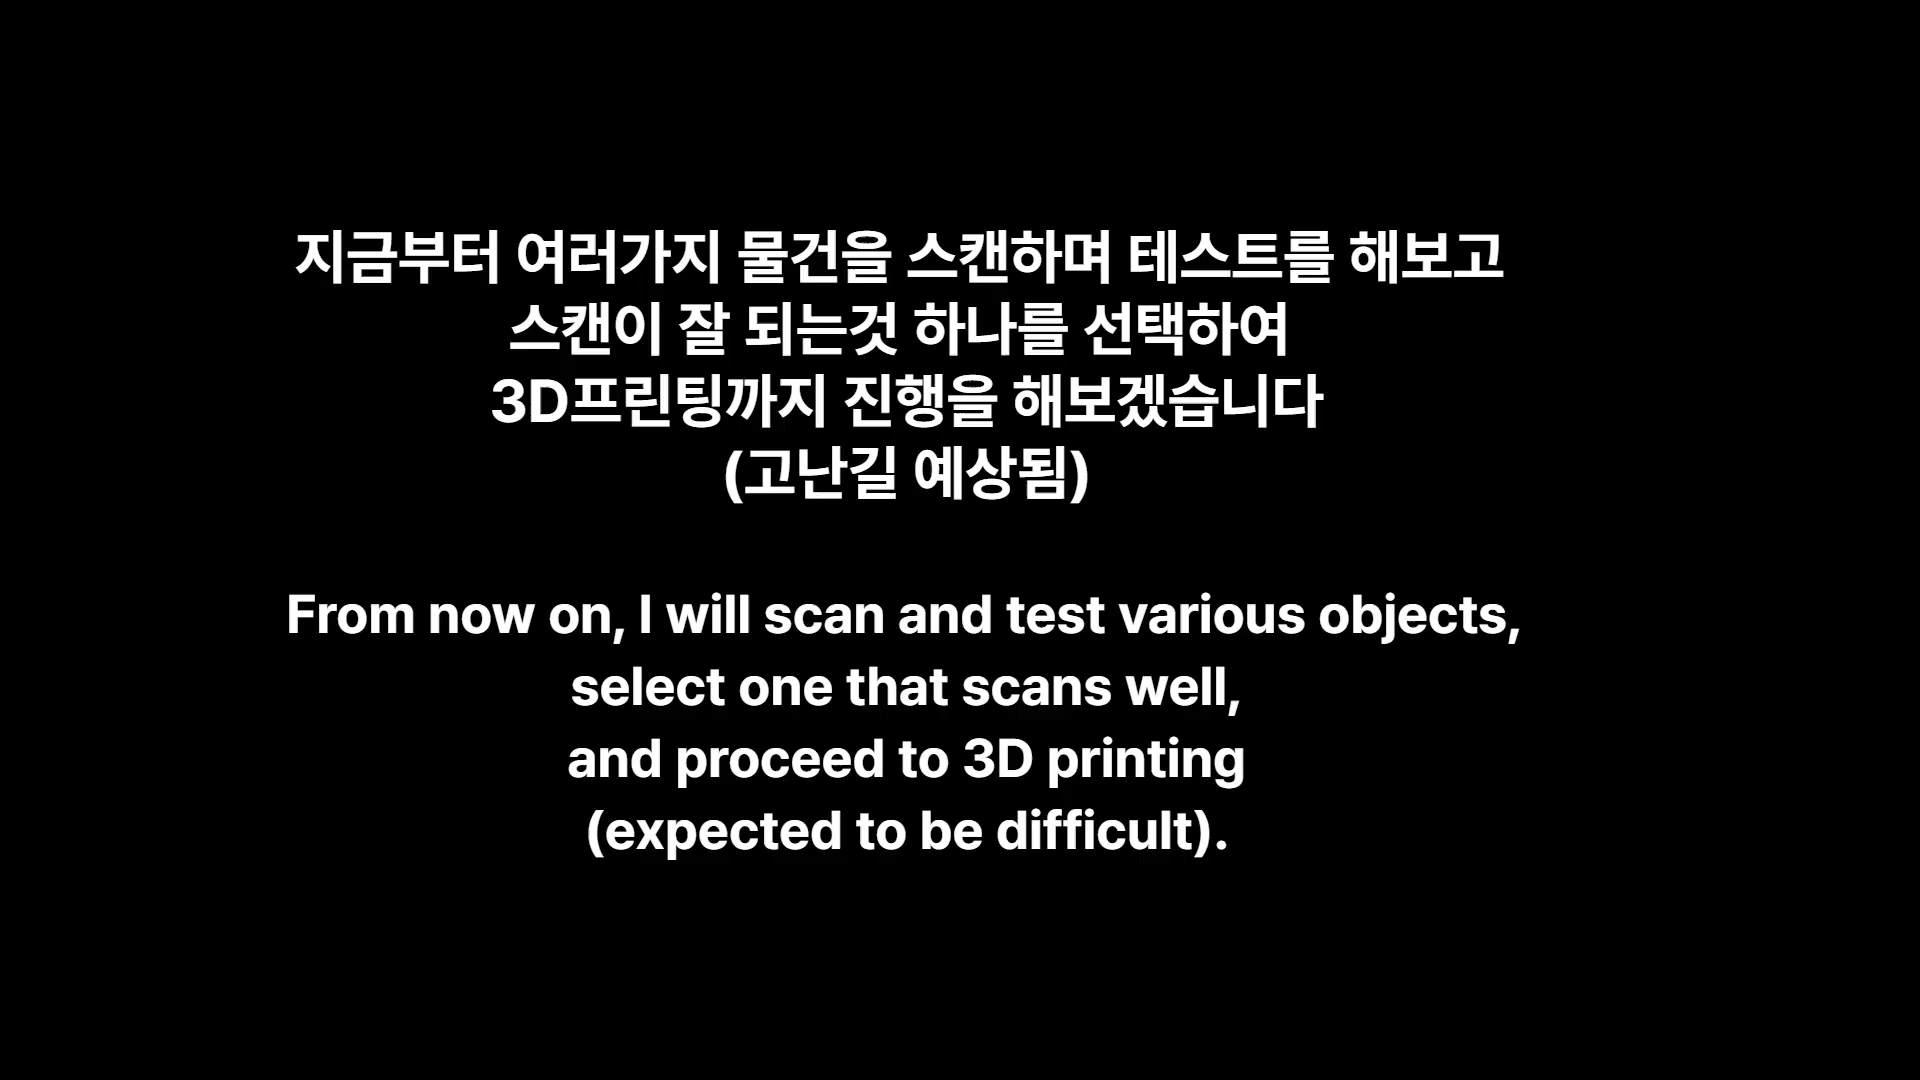 지금부터 여러가지 물건을 스캔하며 테스트를 해보고
스캔이 잘 되는것 하나를 선택하여
3D프린팅까지 진행을 해보겠습니다
(고난길 예상됨)
From now on, I will scan and test various objects,
select one that scans well,
and proceed to 3D printing
(expected to be difficult).